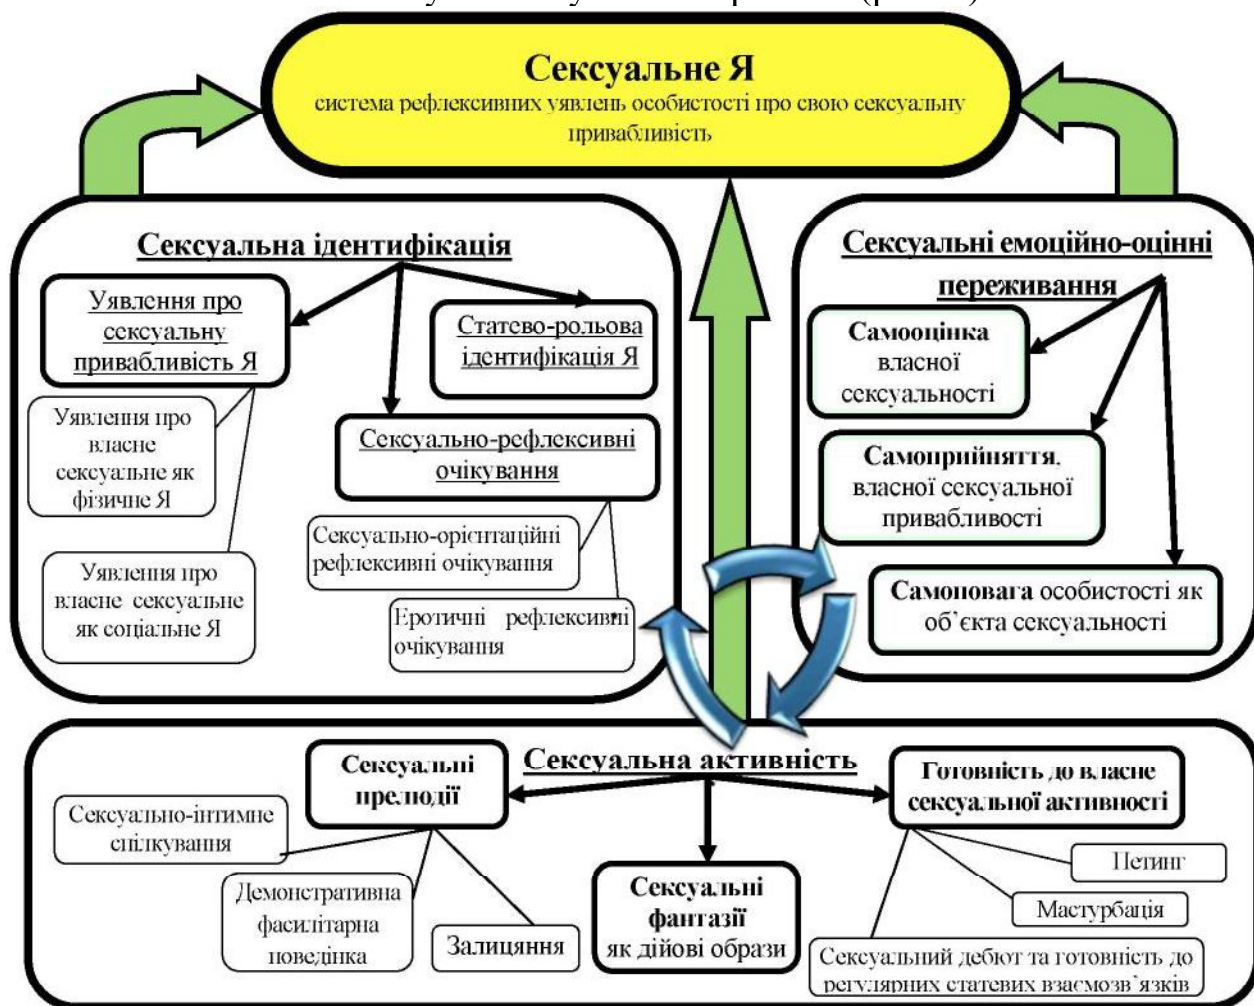 Сексуальне Я
система рефлексивних уявлень особистості про свою сексуальну
привабливість
Сексуальна ідентифікація
Уявлення про
сексуальну
привабливість Я
Статево-рольова
ідентифікація Я
Уявлення про
власне
сексуальне як
фізичне Я
Сексуально-рефлексивні
очікування
Сексуально-орієнтаційні
рефлексивні очікування
Уявлення про
власне сексуальне
як соціальне Я
Еротичні рефлексивні
очікування
Сексуальні емоційно-оцінні
переживання
Самооцінка
власної
сексуальності
Самоприйняття,
власної сексуальної
привабливості
Самоповага особистості як
об’єкта сексуальності
Сексуальна активність
Сексуальні
прелюдії
Сексуально-інтимне
спілкування
Демонстративна
фасилітарна
поведінка
Залицяння
Сексуальні
фантазії
як дійові образи
Готовність до власне
сексуальної активності
Петинг
Мастурбація
Сексуальний дебют та готовність до
регулярних статевих взаємозв’язків